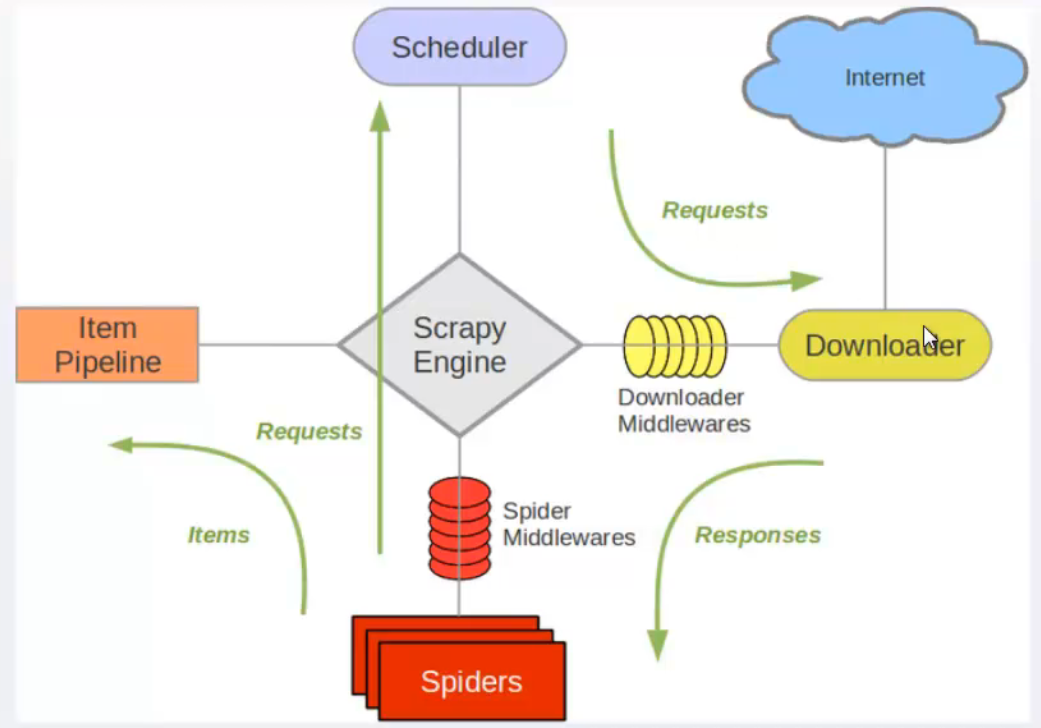 Scheduler
Internet
Requests
Item
Pipeline
Scrapy
Engine
Downloader
Downloader
Middlewares
Requests
Items
Spider
Middlewares
Responses
Spiders